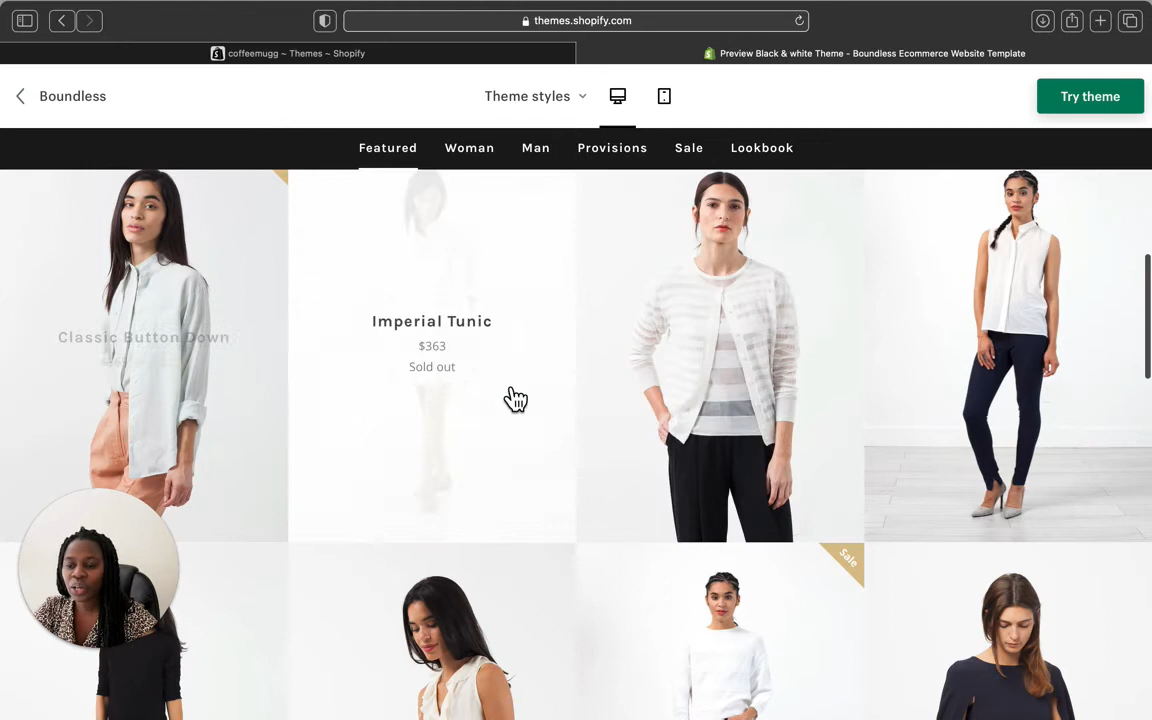 themes.shopify.com
coffeemugg ~ Themes ~ Shopify
Preview Black & white Theme - Boundless Ecommerce Website Template
Boundless
Theme styles
Try theme
Featured
Woman
Man
Provisions
Sale
Lookbook
Classic Button Down
Imperial Tunic
$363
Sold out
Sale